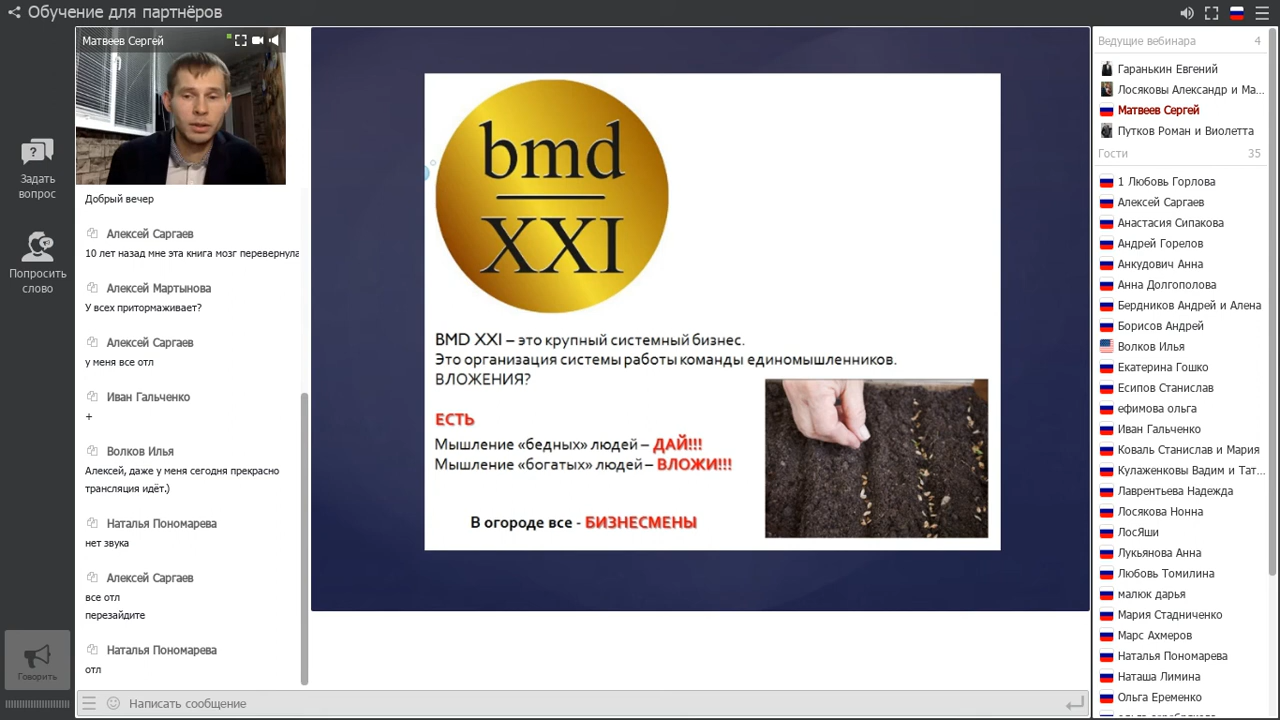 Обучение для партнёров
Матвеев Сергей
Добрый вечер
Алексей Саргаев
10 лет назад мне эта книга мозг перевернула
Алексей Мартынова
У всех притормаживает?
Алексей Саргаев
у меня все отл
Иван Гальченко
+
Волков Илья
Алексей, даже у меня сегодня прекрасно
трансляция идёт.)
Наталья Пономарева
нет звука
Алексей Саргаев
все отл
перезайдите
Наталья Пономарева
отл
Написать сообщение
Задать
вопрос
Попросить
слово
Говорить
bmd
XXI
BMD XXI – это крупный системный бизнес.
Это организация системы работы команды единомышленников.
ВЛОЖЕНИЯ?
ЕСТЬ
Мышление «бедных» людей – ДАЙ!!!
Мышление «богатых» людей – ВЛОЖИ!!!
В огороде все - БИЗНЕСМЕНЫ
Ведущие вебинара 4
Гаранькин Евгений
Лосяковы Александр и Ма...
Матвеев Сергей
Путков Роман и Виолетта
Гости 35
1 Любовь Горлова
Алексей Саргаев
Анастасия Сипакова
Андрей Горелов
Анкудович Анна
Анна Долгополова
Бердников Андрей и Алена
Борисов Андрей
Волков Илья
Екатерина Гошко
Есипов Станислав
ефимова ольга
Иван Гальченко
Коваль Станислав и Мария
Кулаженковы Вадим и Тат...
Лаврентьева Надежда
Лосякова Нонна
ЛосЯши
Лукьянова Анна
Любовь Томилина
малюк дарья
Мария Стадниченко
Марс Ахмеров
Наталья Пономарева
Наташа Лимина
Ольга Еременко